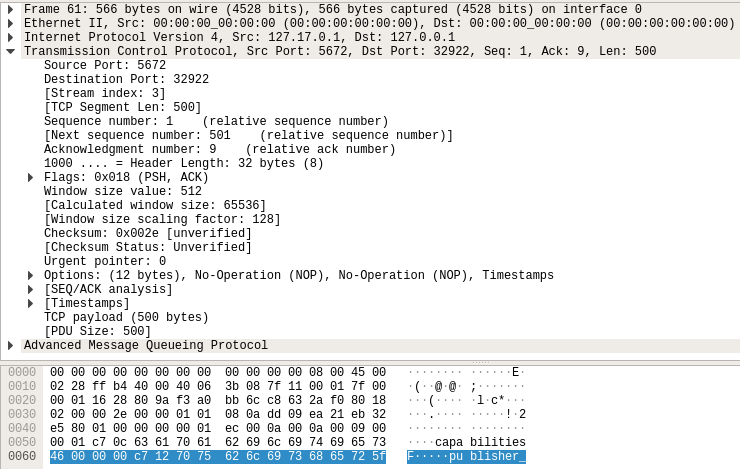 Frame 61: 566 bytes on wire (4528 bits), 566 bytes captured (4528 bits) on interface 0
Ethernet II, Src: 00:00:00_00:00:00 (00:00:00:00:00:00), Dst: 00:00:00_00:00:00 (00:00:00:00:00:00)
Internet Protocol Version 4, Src: 127.17.0.1, Dst: 127.0.0.1
Transmission Control Protocol, Src Port: 5672, Dst Port: 32922, Seq: 1, Ack: 9, Len: 500
Source Port: 5672
Destination Port: 32922
[Stream index: 3]
[TCP Segment Len: 500]
Sequence number: 1    (relative sequence number)
[Next sequence number: 501    (relative sequence number)]
Acknowledgment number: 9    (relative ack number)
1000 .... = Header Length: 32 bytes (8)
Flags: 0x018 (PSH, ACK)
Window size value: 512
[Calculated window size: 65536]
[Window size scaling factor: 128]
Checksum: 0x002e [unverified]
[Checksum Status: Unverified]
Urgent pointer: 0
Options: (12 bytes), No-Operation (NOP), No-Operation (NOP), Timestamps
[SEQ/ACK analysis]
[Timestamps]
TCP payload (500 bytes)
[PDU Size: 500]
Advanced Message Queueing Protocol
0000  00 00 00 00 00 00 00 00  00 00 00 00 08 00 45 00   ········ ······E·
0010  02 28 ff b4 40 00 40 06  3b 08 7f 11 00 01 7f 00   ·(··@·@· ;·······
0020  00 01 16 28 80 9a f3 a0  bb 6c c8 63 2a f0 80 18   ···(···· ·l·c*···
0030  02 00 00 2e 00 00 01 01  08 0a dd 09 ea 21 eb 32   ···.···· ·····!·2
0040  e5 80 01 00 00 00 00 01  ec 00 0a 00 0a 00 09 00   ········ ········
0050  00 01 c7 0c 63 61 70 61  62 69 6c 69 74 69 65 73   ····capa bilities
0060  46 00 00 00 c7 12 70 75  62 6c 69 73 68 65 72 5f   F·····pu blisher_